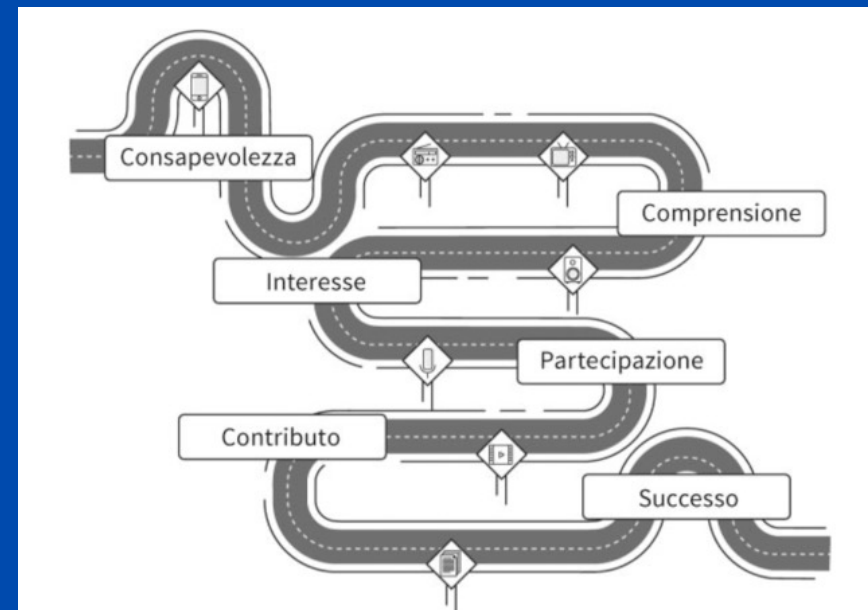 Consapevolezza
Comprensione
Interesse
Partecipazione
Contributo
Successo